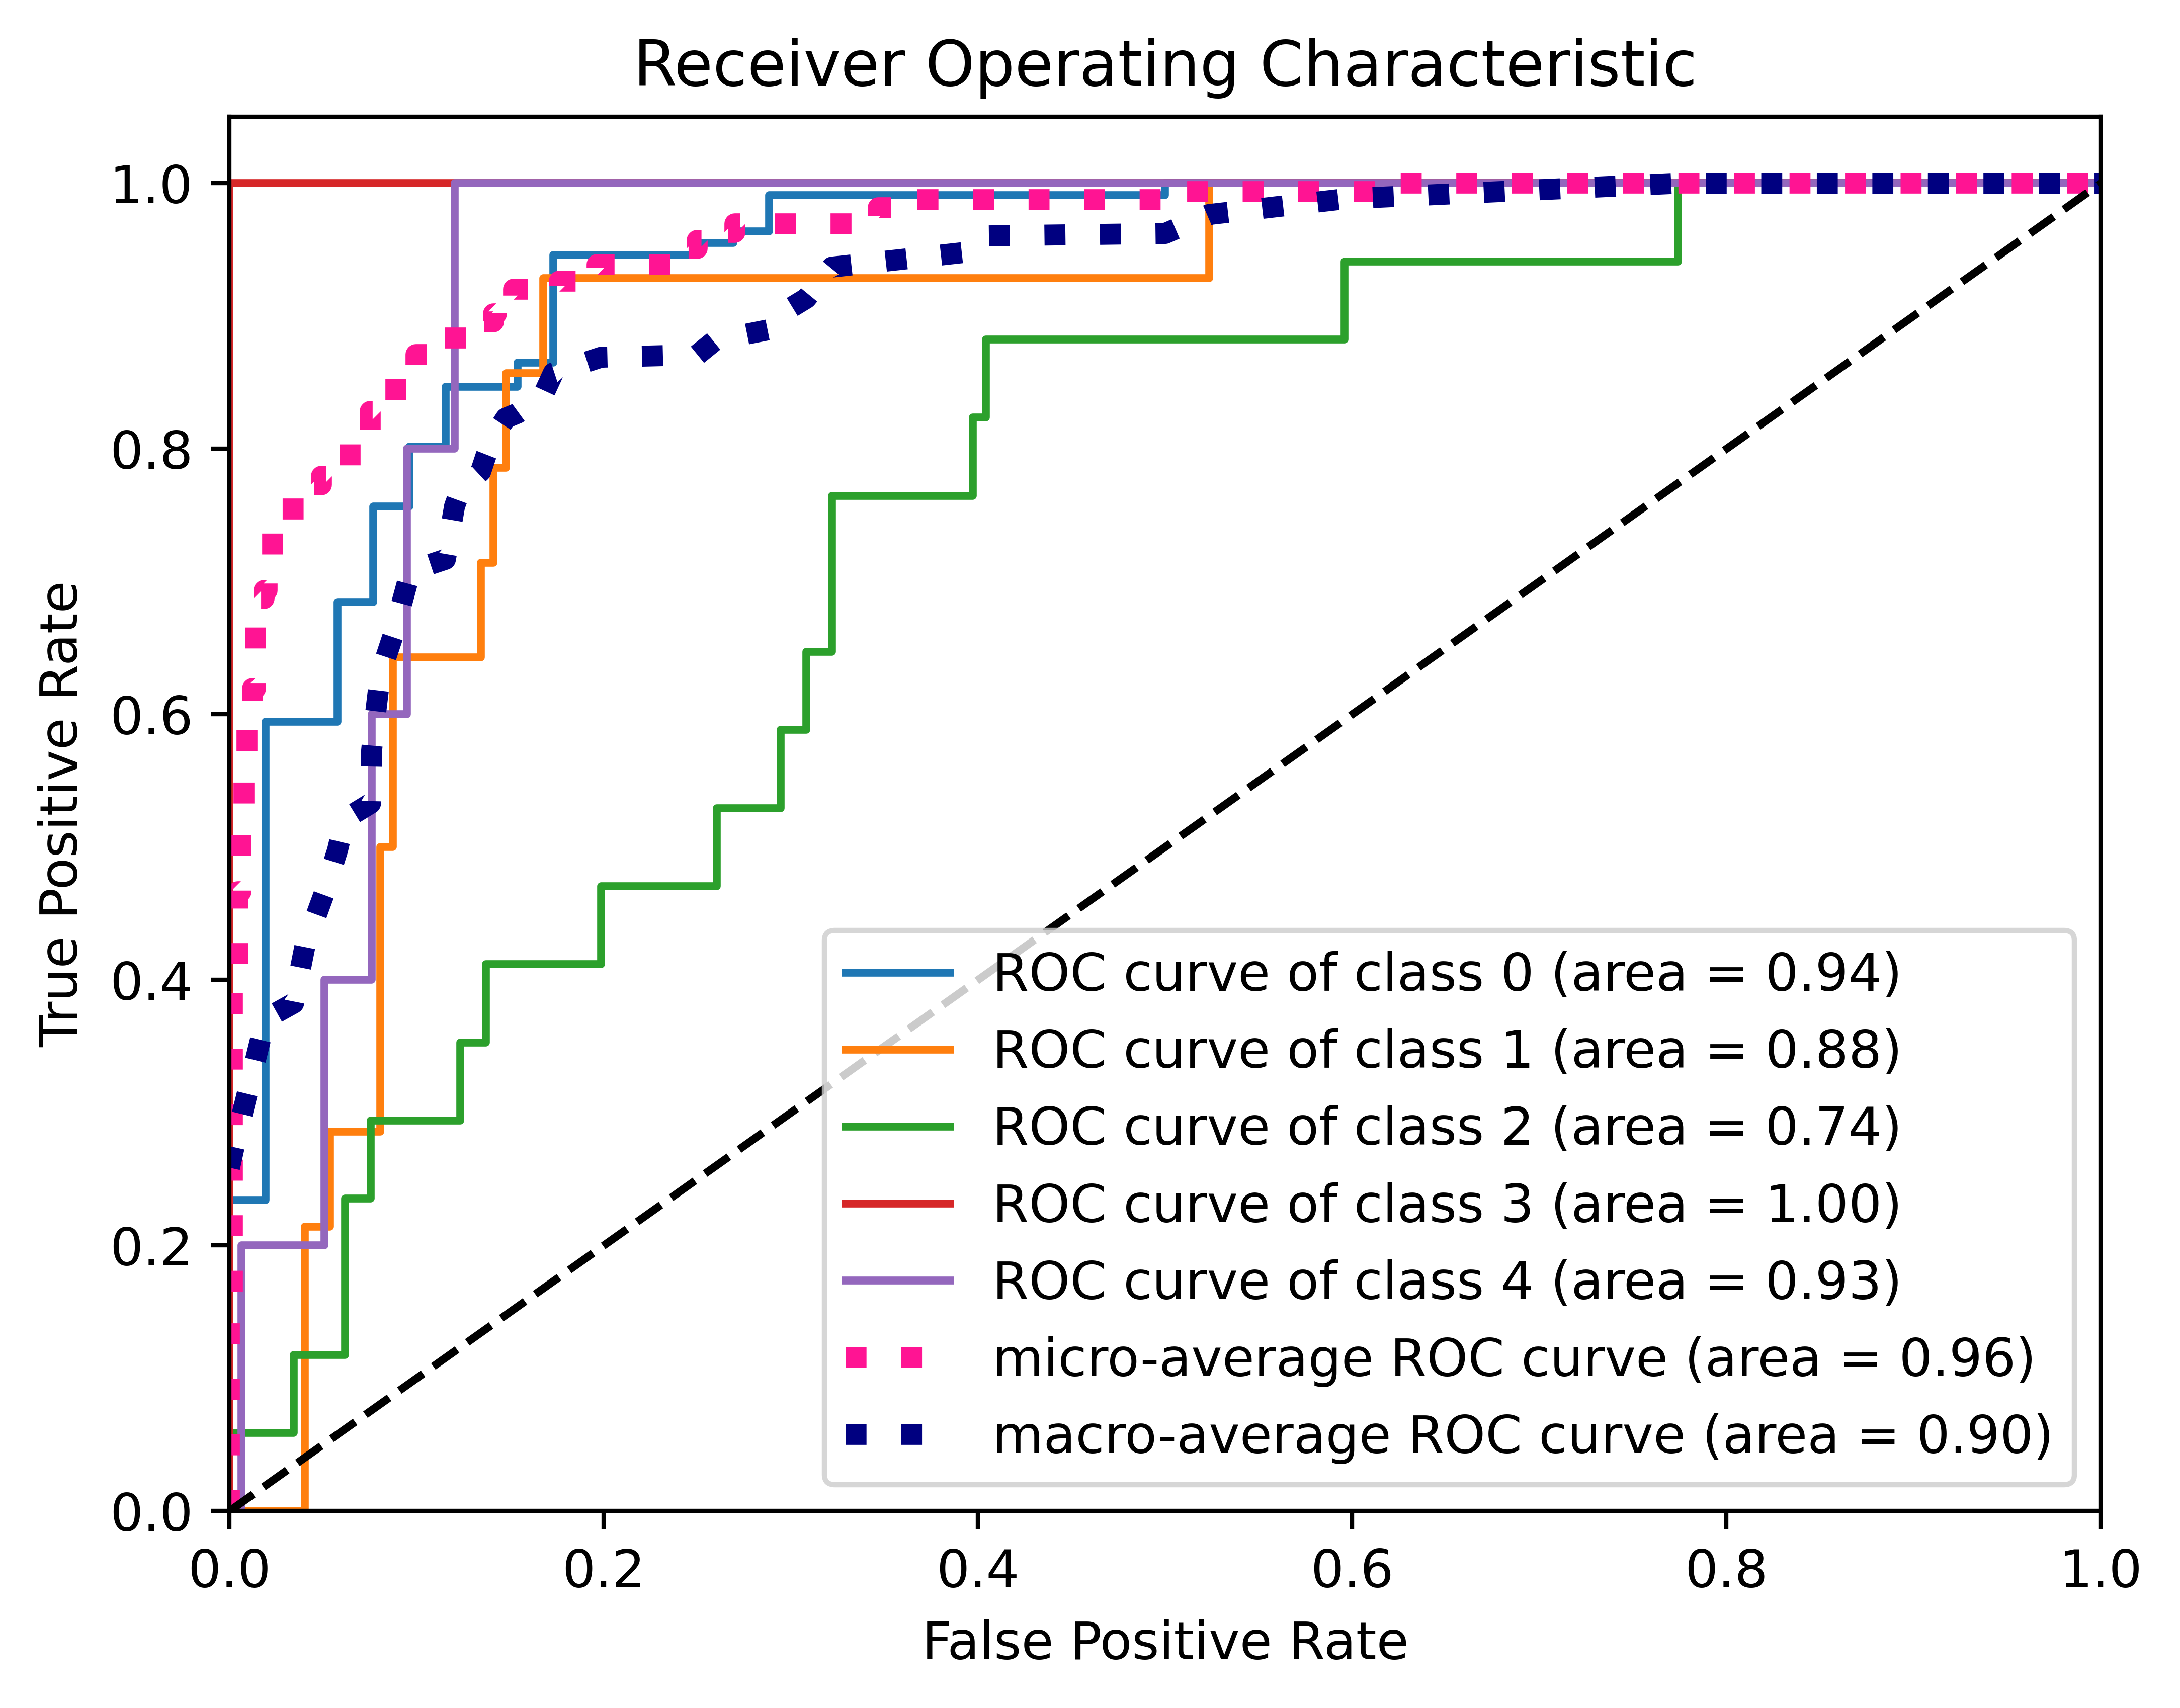 Receiver Operating Characteristic
True Positive Rate
1.0
0.8
0.6
0.4
0.2
0.0
ROC curve of class 0 (area = 0.94)
ROC curve of class 1 (area = 0.88)
ROC curve of class 2 (area = 0.74)
ROC curve of class 3 (area = 1.00)
ROC curve of class 4 (area = 0.93)
micro-average ROC curve (area = 0.96)
macro-average ROC curve (area = 0.90)
0.0 0.2 0.4 0.6 0.8 1.0
False Positive Rate